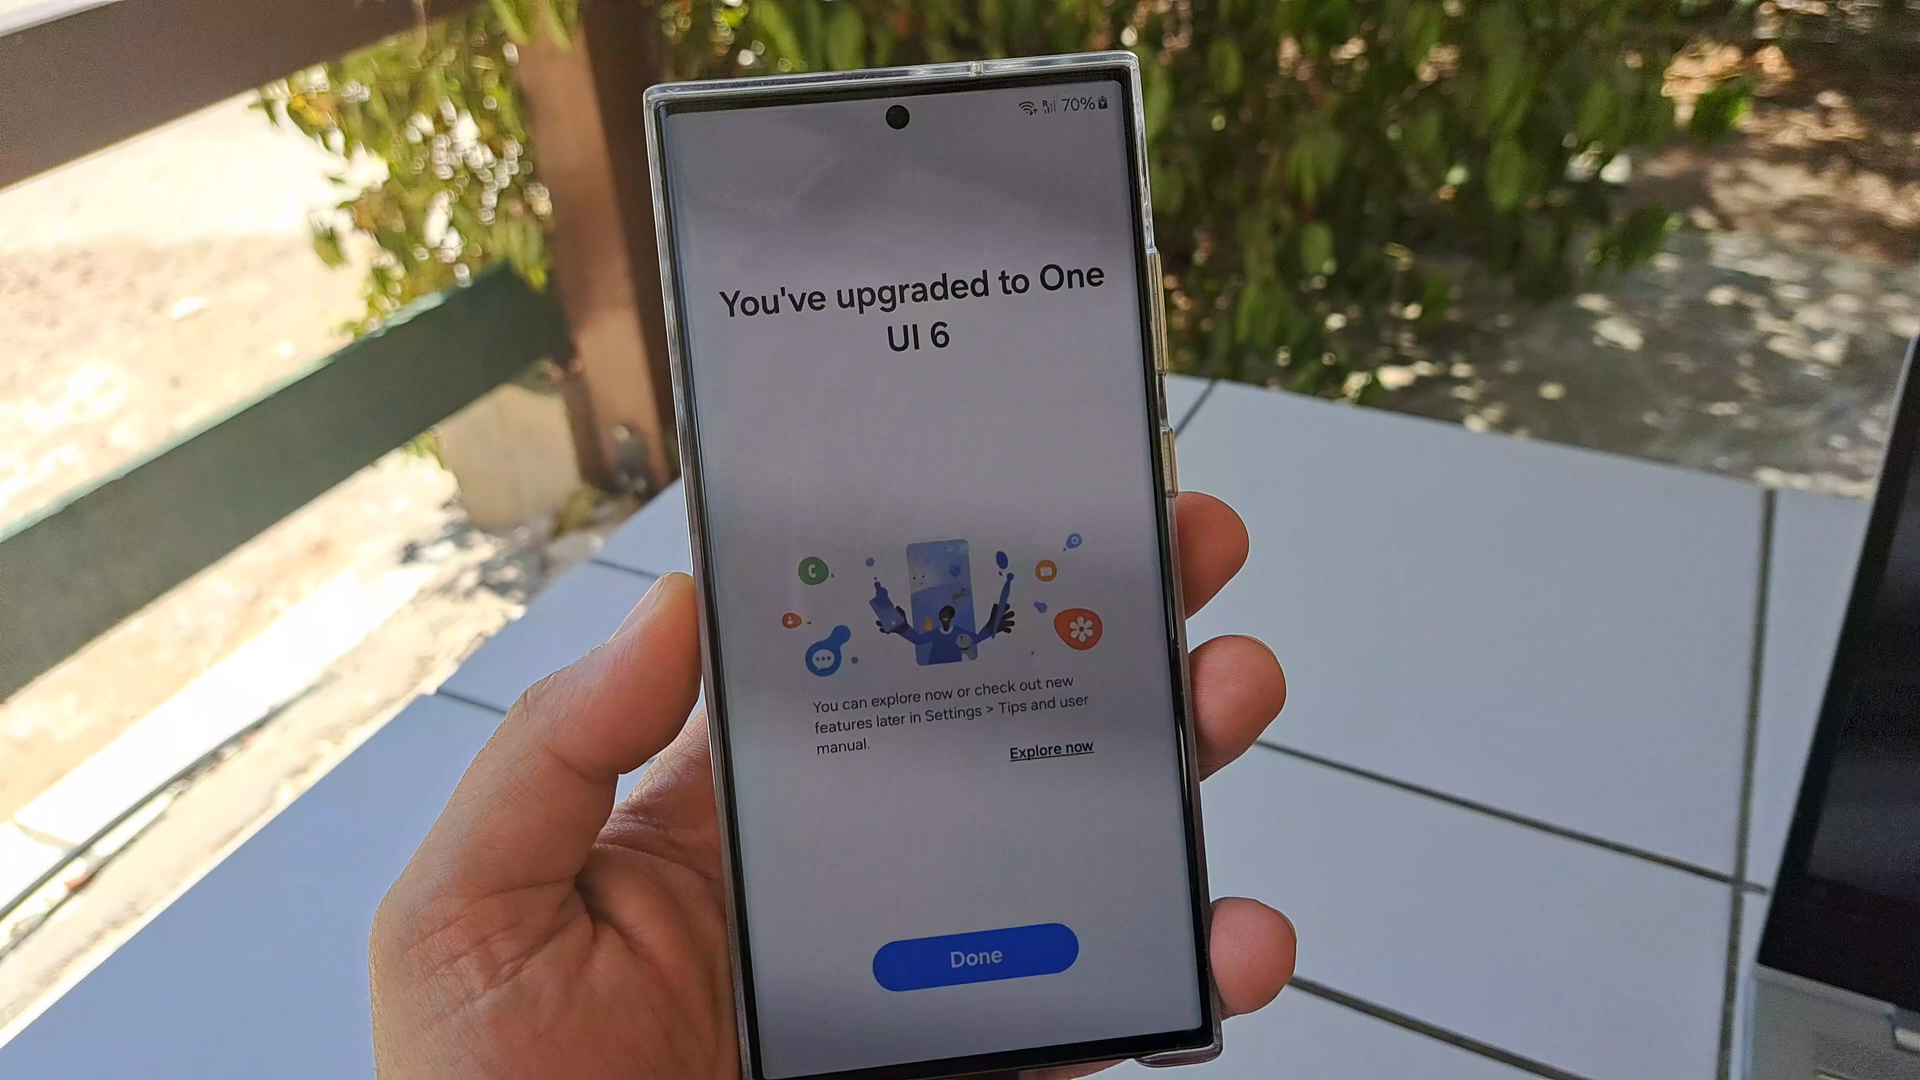 70%
You've upgraded to One
UI 6
You can explore now or check out new
features later in Settings > Tips and user
manual.
Explore now
Done